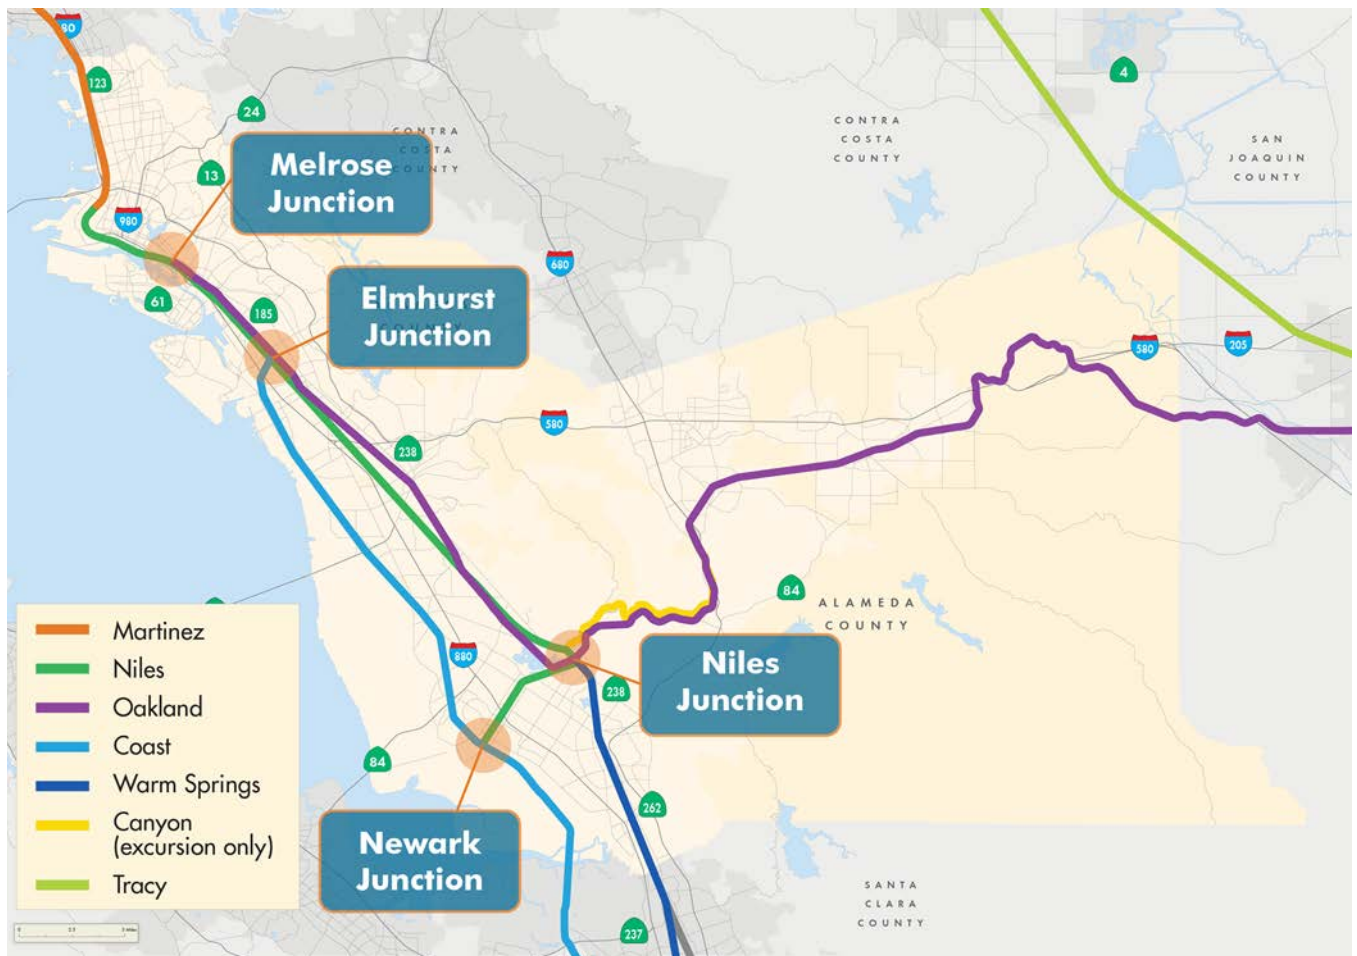 80
123
24
4
CONTRA
COSTA
COUNTY
CONTRA
COSTA
COUNTY
SAN
JOAQUIN
COUNTY
Melrose
Junction
13
980
680
61
185
Elmhurst
Junction
COUNTY
580
205
580
238
84
ALAMEDA
COUNTY
880
Niles
Junction
238
84
262
Newark
Junction
SANTA
CLARA
COUNTY
237
Martinez
Niles
Oakland
Coast
Warm Springs
Canyon
(excursion only)
Tracy